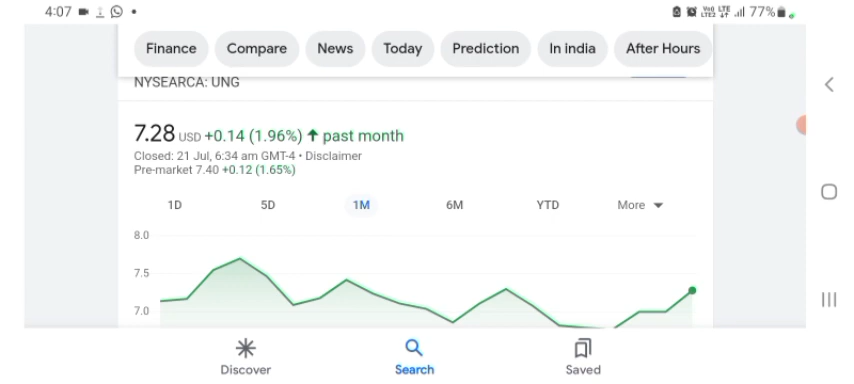 4:07 77%
Finance Compare News Today Prediction In india After Hours
NYSEARCA: UNG
7.28 USD +0.14 (1.96%) ↑ past month
Closed: 21 Jul, 6:34 am GMT-4 • Disclaimer
Pre-market 7.40 +0.12 (1.65%)
1D 5D 1M 6M YTD More
8.0
7.5
7.0
Discover Search Saved